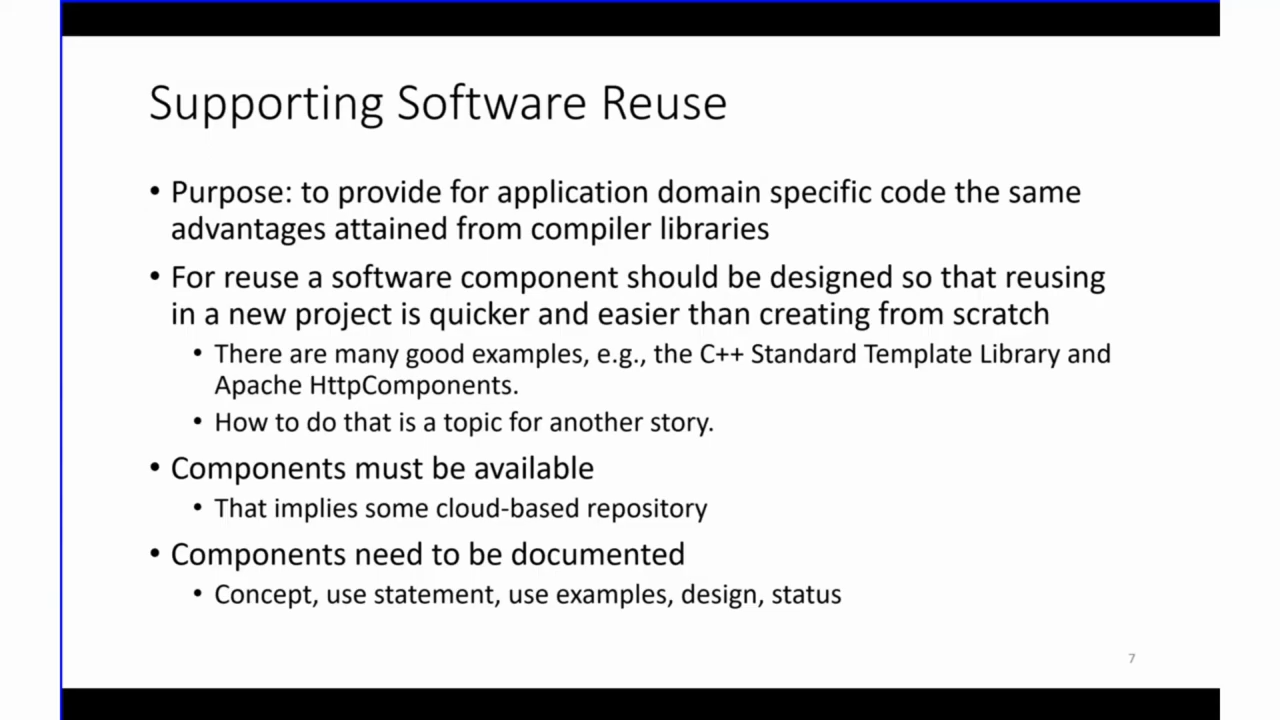 Supporting Software Reuse
• Purpose: to provide for application domain specific code the same
advantages attained from compiler libraries
• For reuse a software component should be designed so that reusing
in a new project is quicker and easier than creating from scratch
• There are many good examples, e.g., the C++ Standard Template Library and
Apache HttpComponents.
• How to do that is a topic for another story.
• Components must be available
• That implies some cloud-based repository
• Components need to be documented
• Concept, use statement, use examples, design, status
7